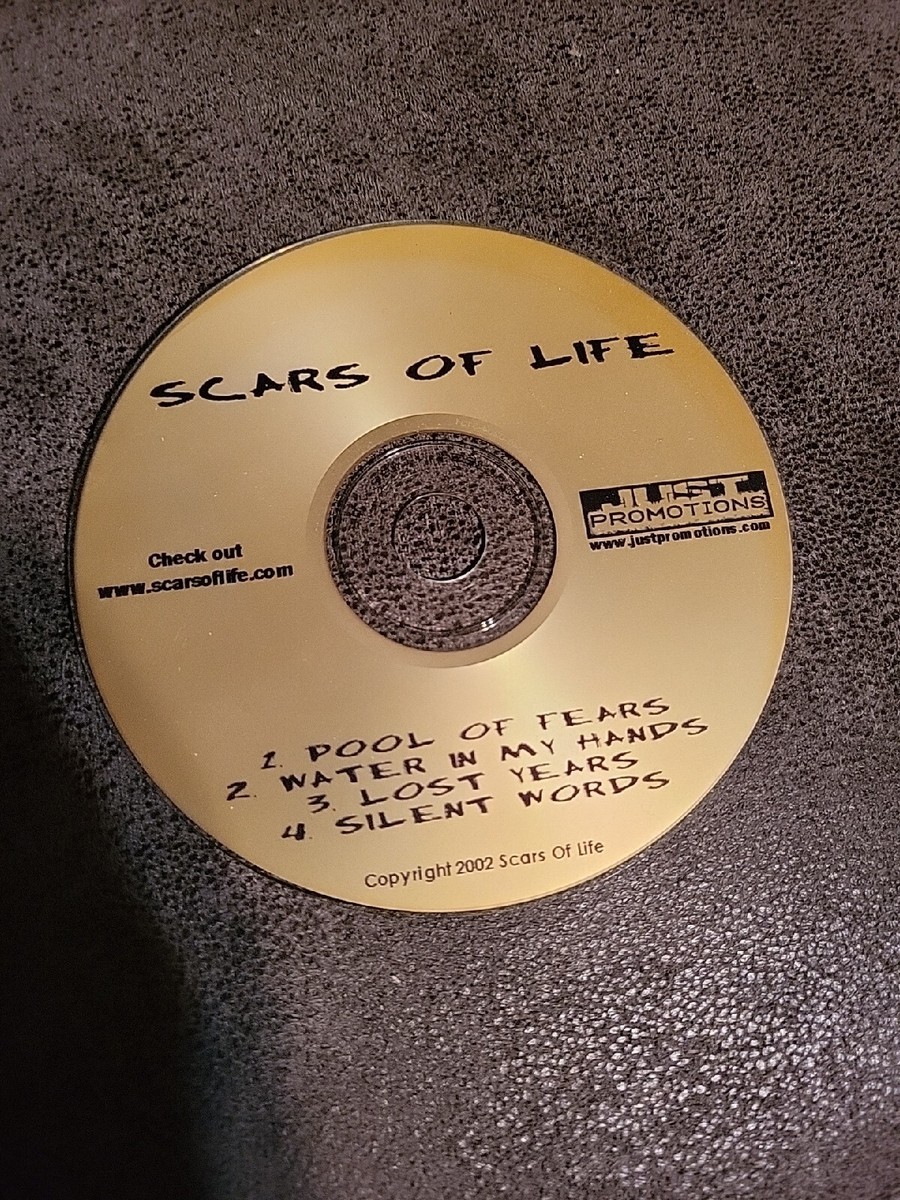 SCARS OF LIFE
JUST
PROMOTIONS
www.justpromotions.com
Check out
www.scarsoflife.com
1. POOL OF FEARS
2. WATER IN MY HANDS
3. LOST YEARS
4. SILENT WORDS
Copyright 2002 Scars Of Life